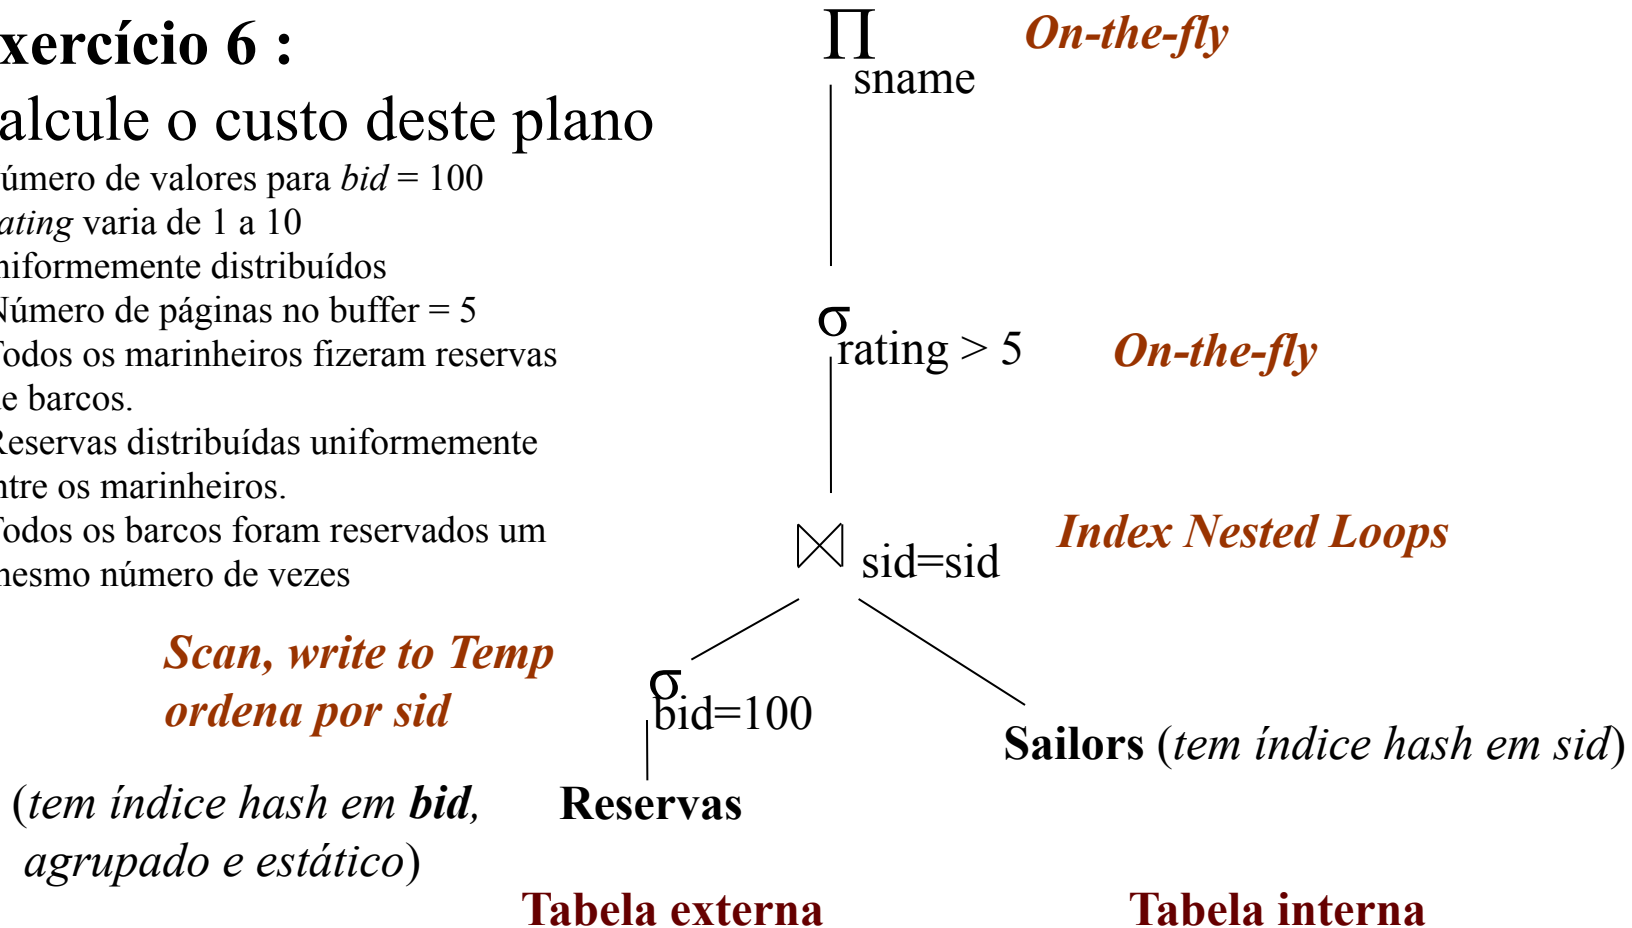 xercício 6 :
alcule o custo deste plano
úmero de valores para bid = 100
ating varia de 1 a 10
niformemente distribuídos
Número de páginas no buffer = 5
Todos os marinheiros fizeram reservas
de barcos.
Reservas distribuídas uniformemente
ntre os marinheiros.
Todos os barcos foram reservados um
mesmo número de vezes
∏ sname
On-the-fly
σ rating > 5
On-the-fly
⋈ sid=sid
Index Nested Loops
Scan, write to Temp
ordena por sid
σ bid=100
Sailors (tem índice hash em sid)
(tem índice hash em bid,
agrupado e estático)
Reservas
Tabela externa
Tabela interna